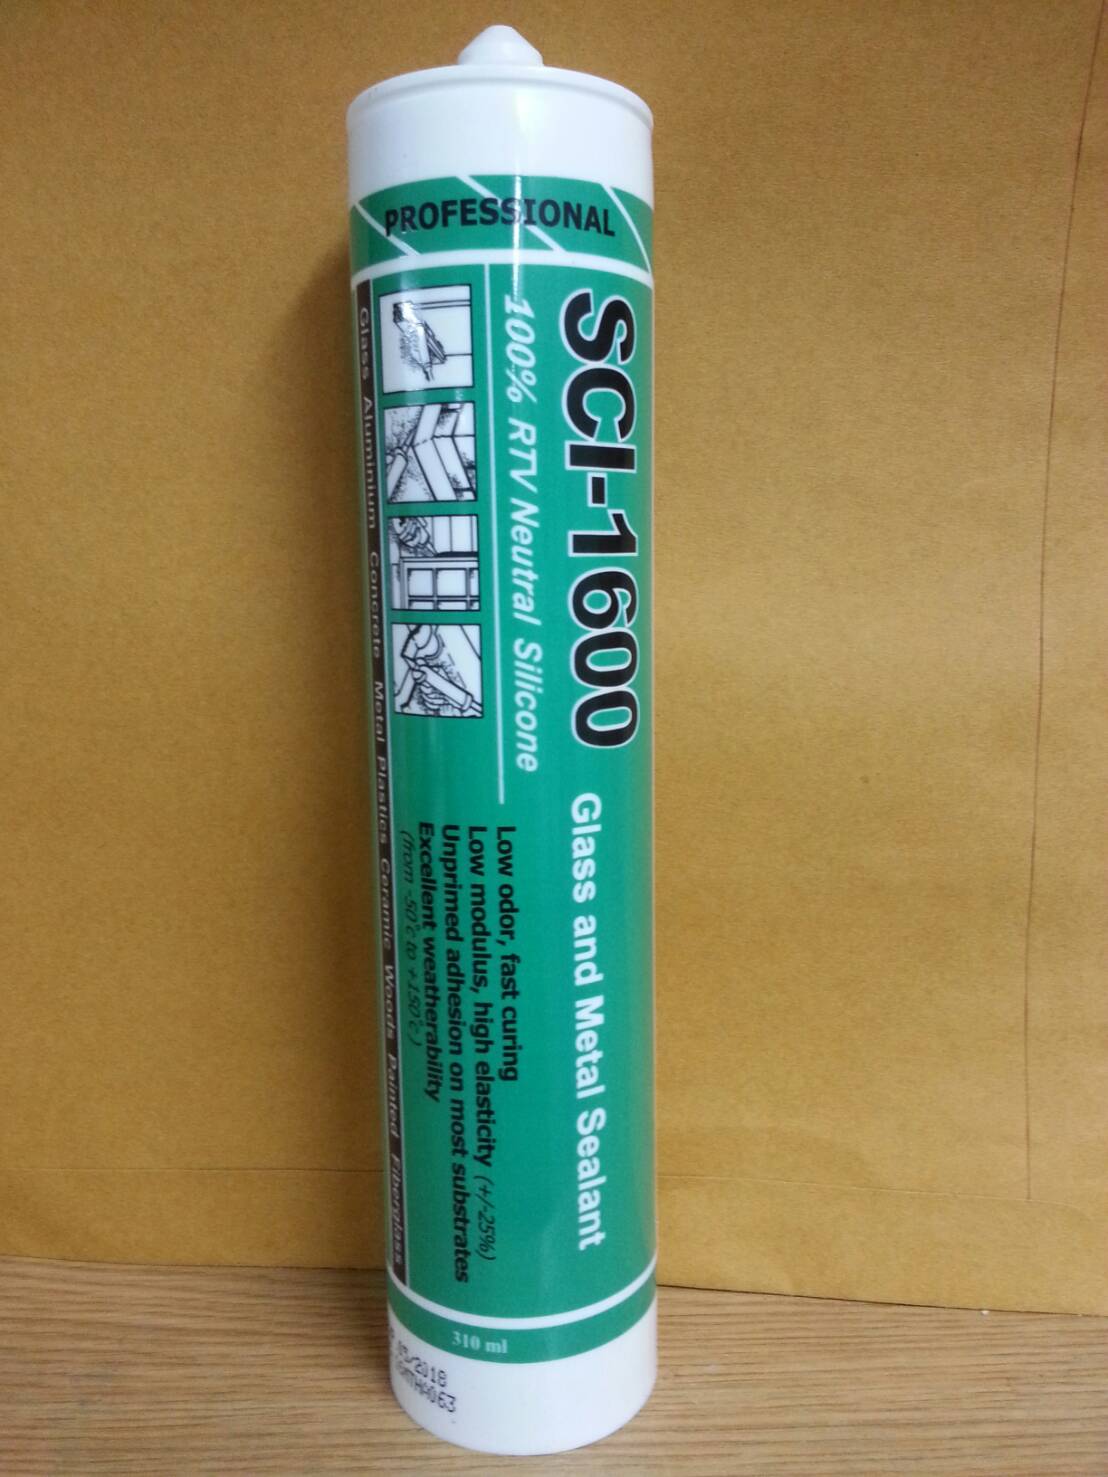 PROFESSIONAL
SCI-1600 Glass and Metal Sealant
100% RTV Neutral Silicone
Low odor, fast curing
Low modulus, high elasticity (+/-25%)
Unprimed adhesion on most substrates
Excellent weatherability
(from -50°c to +150°c)
Glass Aluminium Concrete Metal Plastics Ceramic Woods Painted Fiberglass
310 ml
/2018